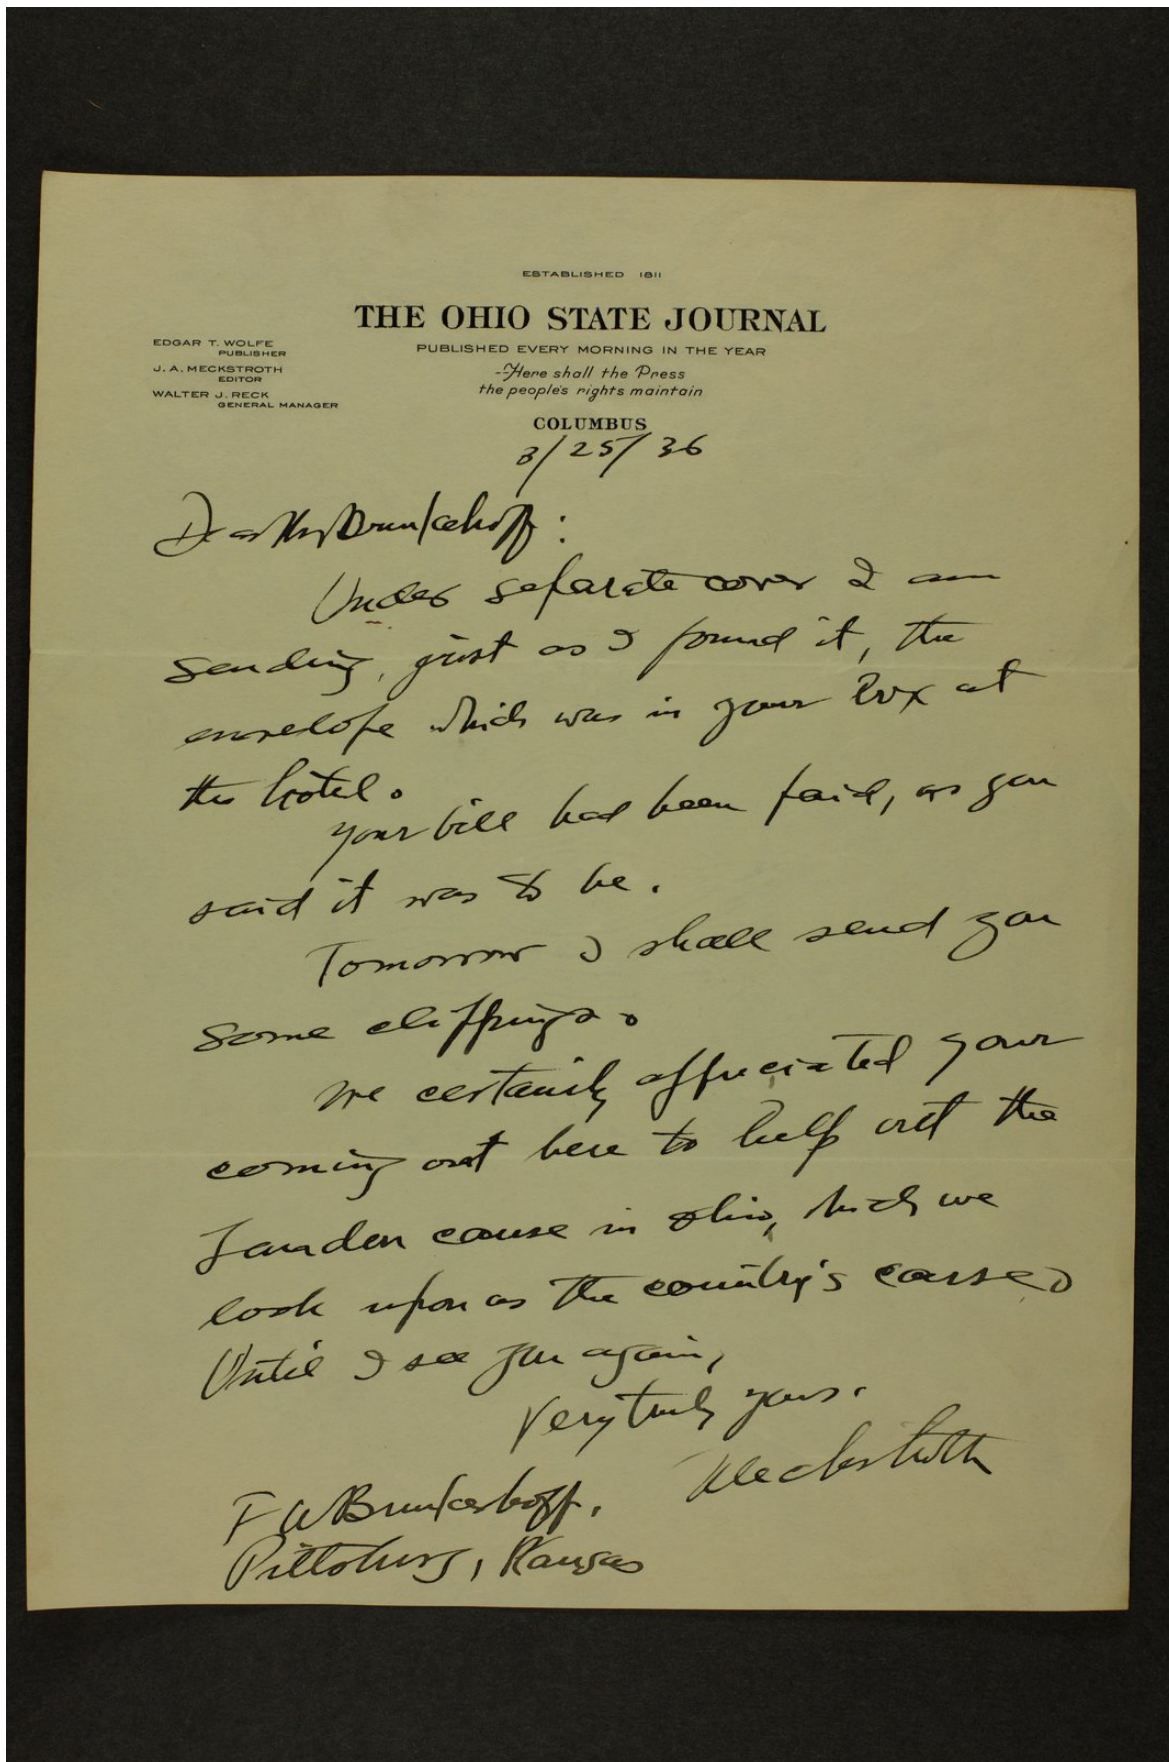 ESTABLISHED 1811
THE OHIO STATE JOURNAL
PUBLISHED EVERY MORNING IN THE YEAR
--Here shall the Press
the people's rights maintain
COLUMBUS
EDGAR T. WOLFE
PUBLISHER
J. A. MECKSTROTH
EDITOR
WALTER J. RECK
GENERAL MANAGER
3/25/36
Dear Mr Brinkerhoff:
Under separate cover I am
sending, just as I found it, the
envelope which was in your box at
the hotel.
Your bill had been paid, as you
said it was to be.
Tomorrow I shall send you
some clippings.
We certainly appreciated your
coming out here to help out the
Landon cause in Ohio, which we
look upon as the country's cause.
Until I see you again,
Very truly yours.
Meckstroth
F W Brinkerhoff,
Pittsburg, Kansas